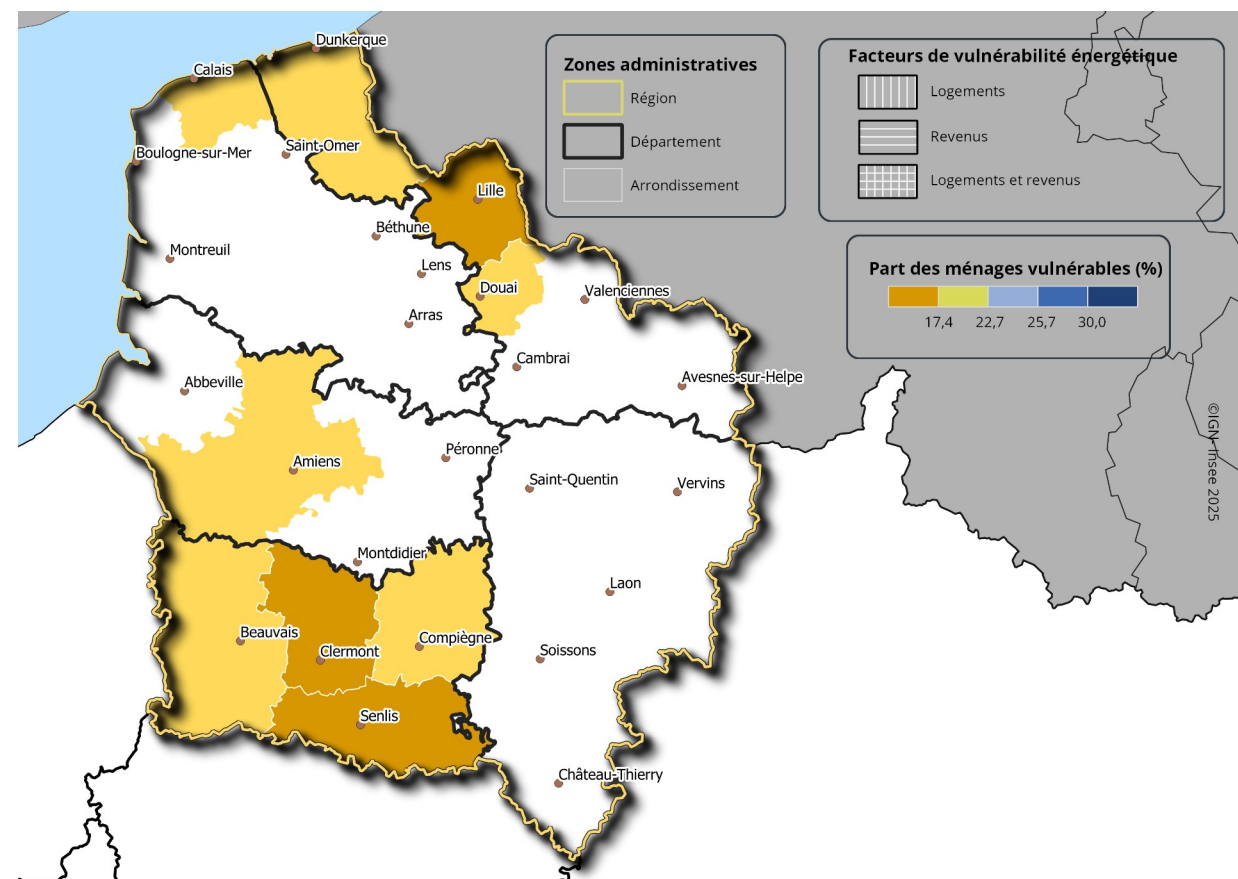 Dunkerque
Calais
Boulogne-sur-Mer
Saint-Omer
Lille
Béthune
Montreuil
Lens
Douai
Valenciennes
Arras
Cambrai
Abbeville
Avesnes-sur-Helpe
Péronne
Amiens
Saint-Quentin
Vervins
Montdidier
Laon
Beauvais
Compiègne
Clermont
Soissons
Senlis
Château-Thierry
Zones administratives
Région
Département
Arrondissement
Facteurs de vulnérabilité énergétique
Logements
Revenus
Logements et revenus
Part des ménages vulnérables (%)
17,4 22,7 25,7 30,0
©IGN-Insee 2025